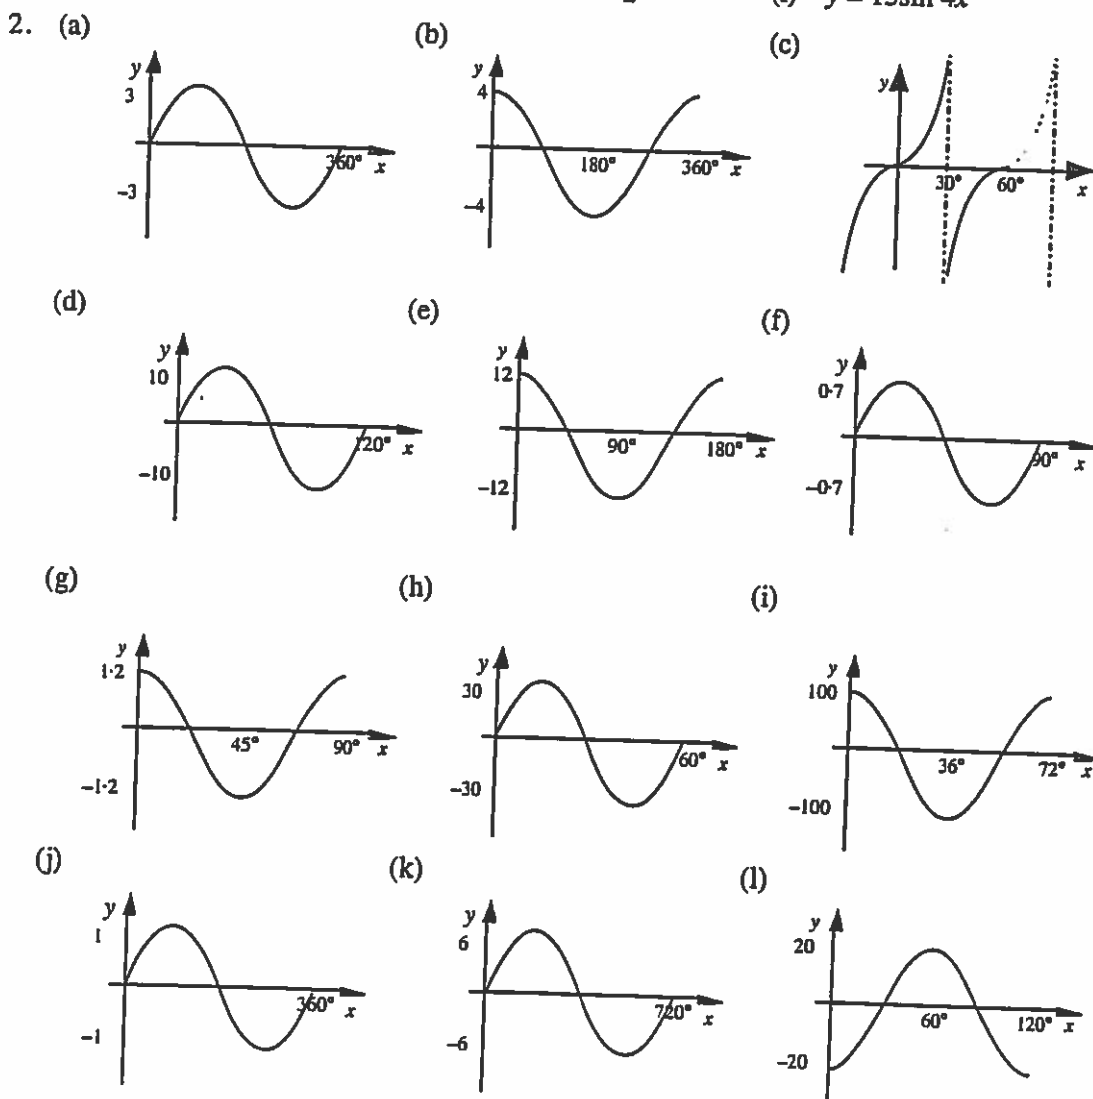 y = 15sin 4x
2. (a) (b) (c)
y 3 -3 360° x
y 4 -4 180° 360° x
y 30° 60° x
(d) (e) (f)
y 10 -10 120° x
y 12 -12 90° 180° x
y 0·7 -0·7 90° x
(g) (h) (i)
y 1·2 -1·2 45° 90° x
y 30 -30 60° x
y 100 -100 36° 72° x
(j) (k) (l)
y 1 -1 360° x
y 6 -6 720° x
y 20 -20 60° 120° x